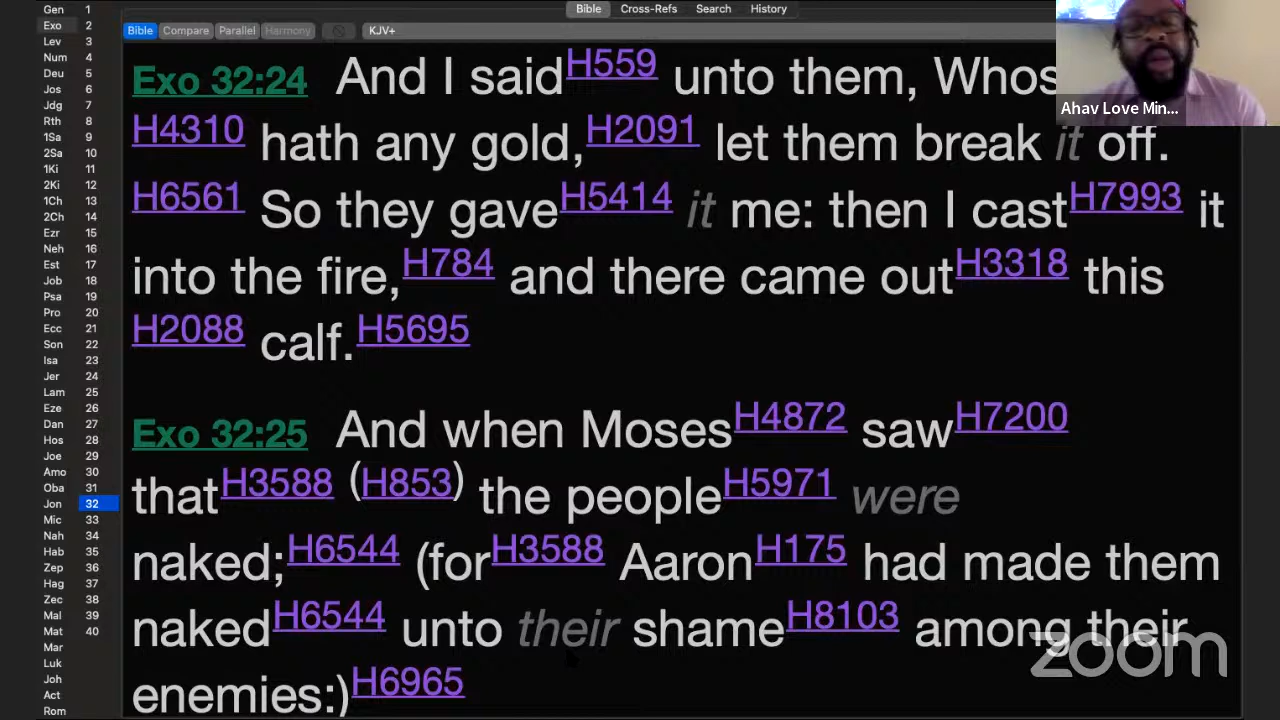 Bible Cross-Refs Search History
Bible Compare Parallel Harmony KJV+
Gen 1
Exo 2
Lev 3
Num 4
Deu 5
Jos 6
Jdg 7
Rth 8
1Sa 9
2Sa 10
1Ki 11
2Ki 12
1Ch 13
2Ch 14
Ezr 15
Neh 16
Est 17
Job 18
Psa 19
Pro 20
Ecc 21
Son 22
Isa 23
Jer 24
Lam 25
Eze 26
Dan 27
Hos 28
Joe 29
Amo 30
Oba 31
Jon 32
Mic 33
Nah 34
Hab 35
Zep 36
Hag 37
Zec 38
Mal 39
Mat 40
Mar
Luk
Joh
Act
Rom
Exo 32:24 And I said H559 unto them, Whos
H4310 hath any gold, H2091 let them break it off.
H6561 So they gave H5414 it me: then I cast H7993 it
into the fire, H784 and there came out H3318 this
H2088 calf. H5695
Exo 32:25 And when Moses H4872 saw H7200
that H3588 (H853) the people H5971 were
naked; H6544 (for H3588 Aaron H175 had made them
naked H6544 unto their shame H8103 among their
enemies:) H6965
Ahav Love Min...
zoom